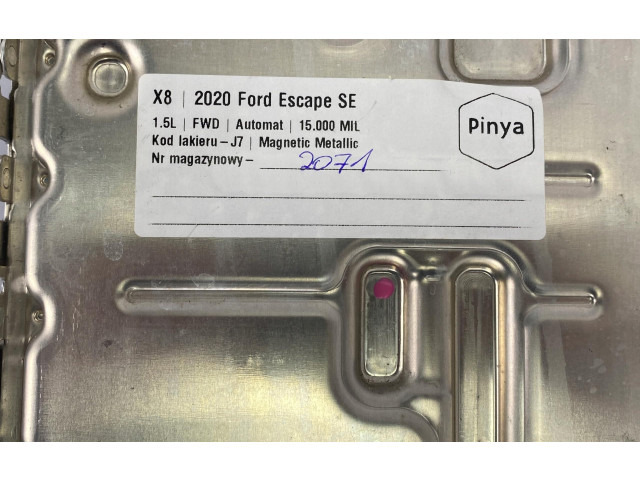 X8 | 2020 Ford Escape SE
1.5L | FWD | Automat | 15.000 MIL
Kod lakieru – J7 | Magnetic Metallic
Nr magazynowy – 2071
Pinya